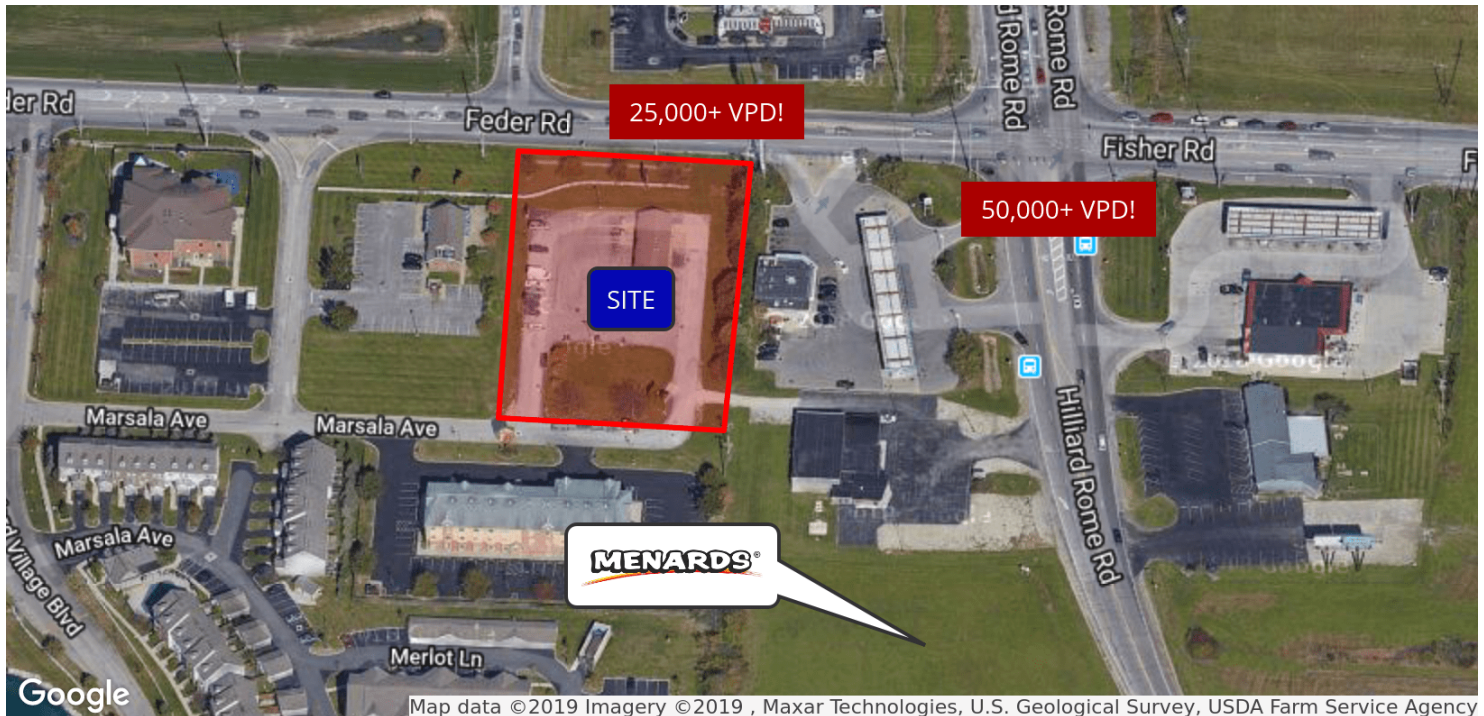 d Rome Rd
Rome Rd
der Rd
25,000+ VPD!
Feder Rd
Fisher Rd
F
50,000+ VPD!
SITE
Marsala Ave
Marsala Ave
Hilliard Rome Rd
Marsala Ave
rd Village Blvd
MENARDS®
Merlot Ln
Google
Map data ©2019 Imagery ©2019 , Maxar Technologies, U.S. Geological Survey, USDA Farm Service Agency